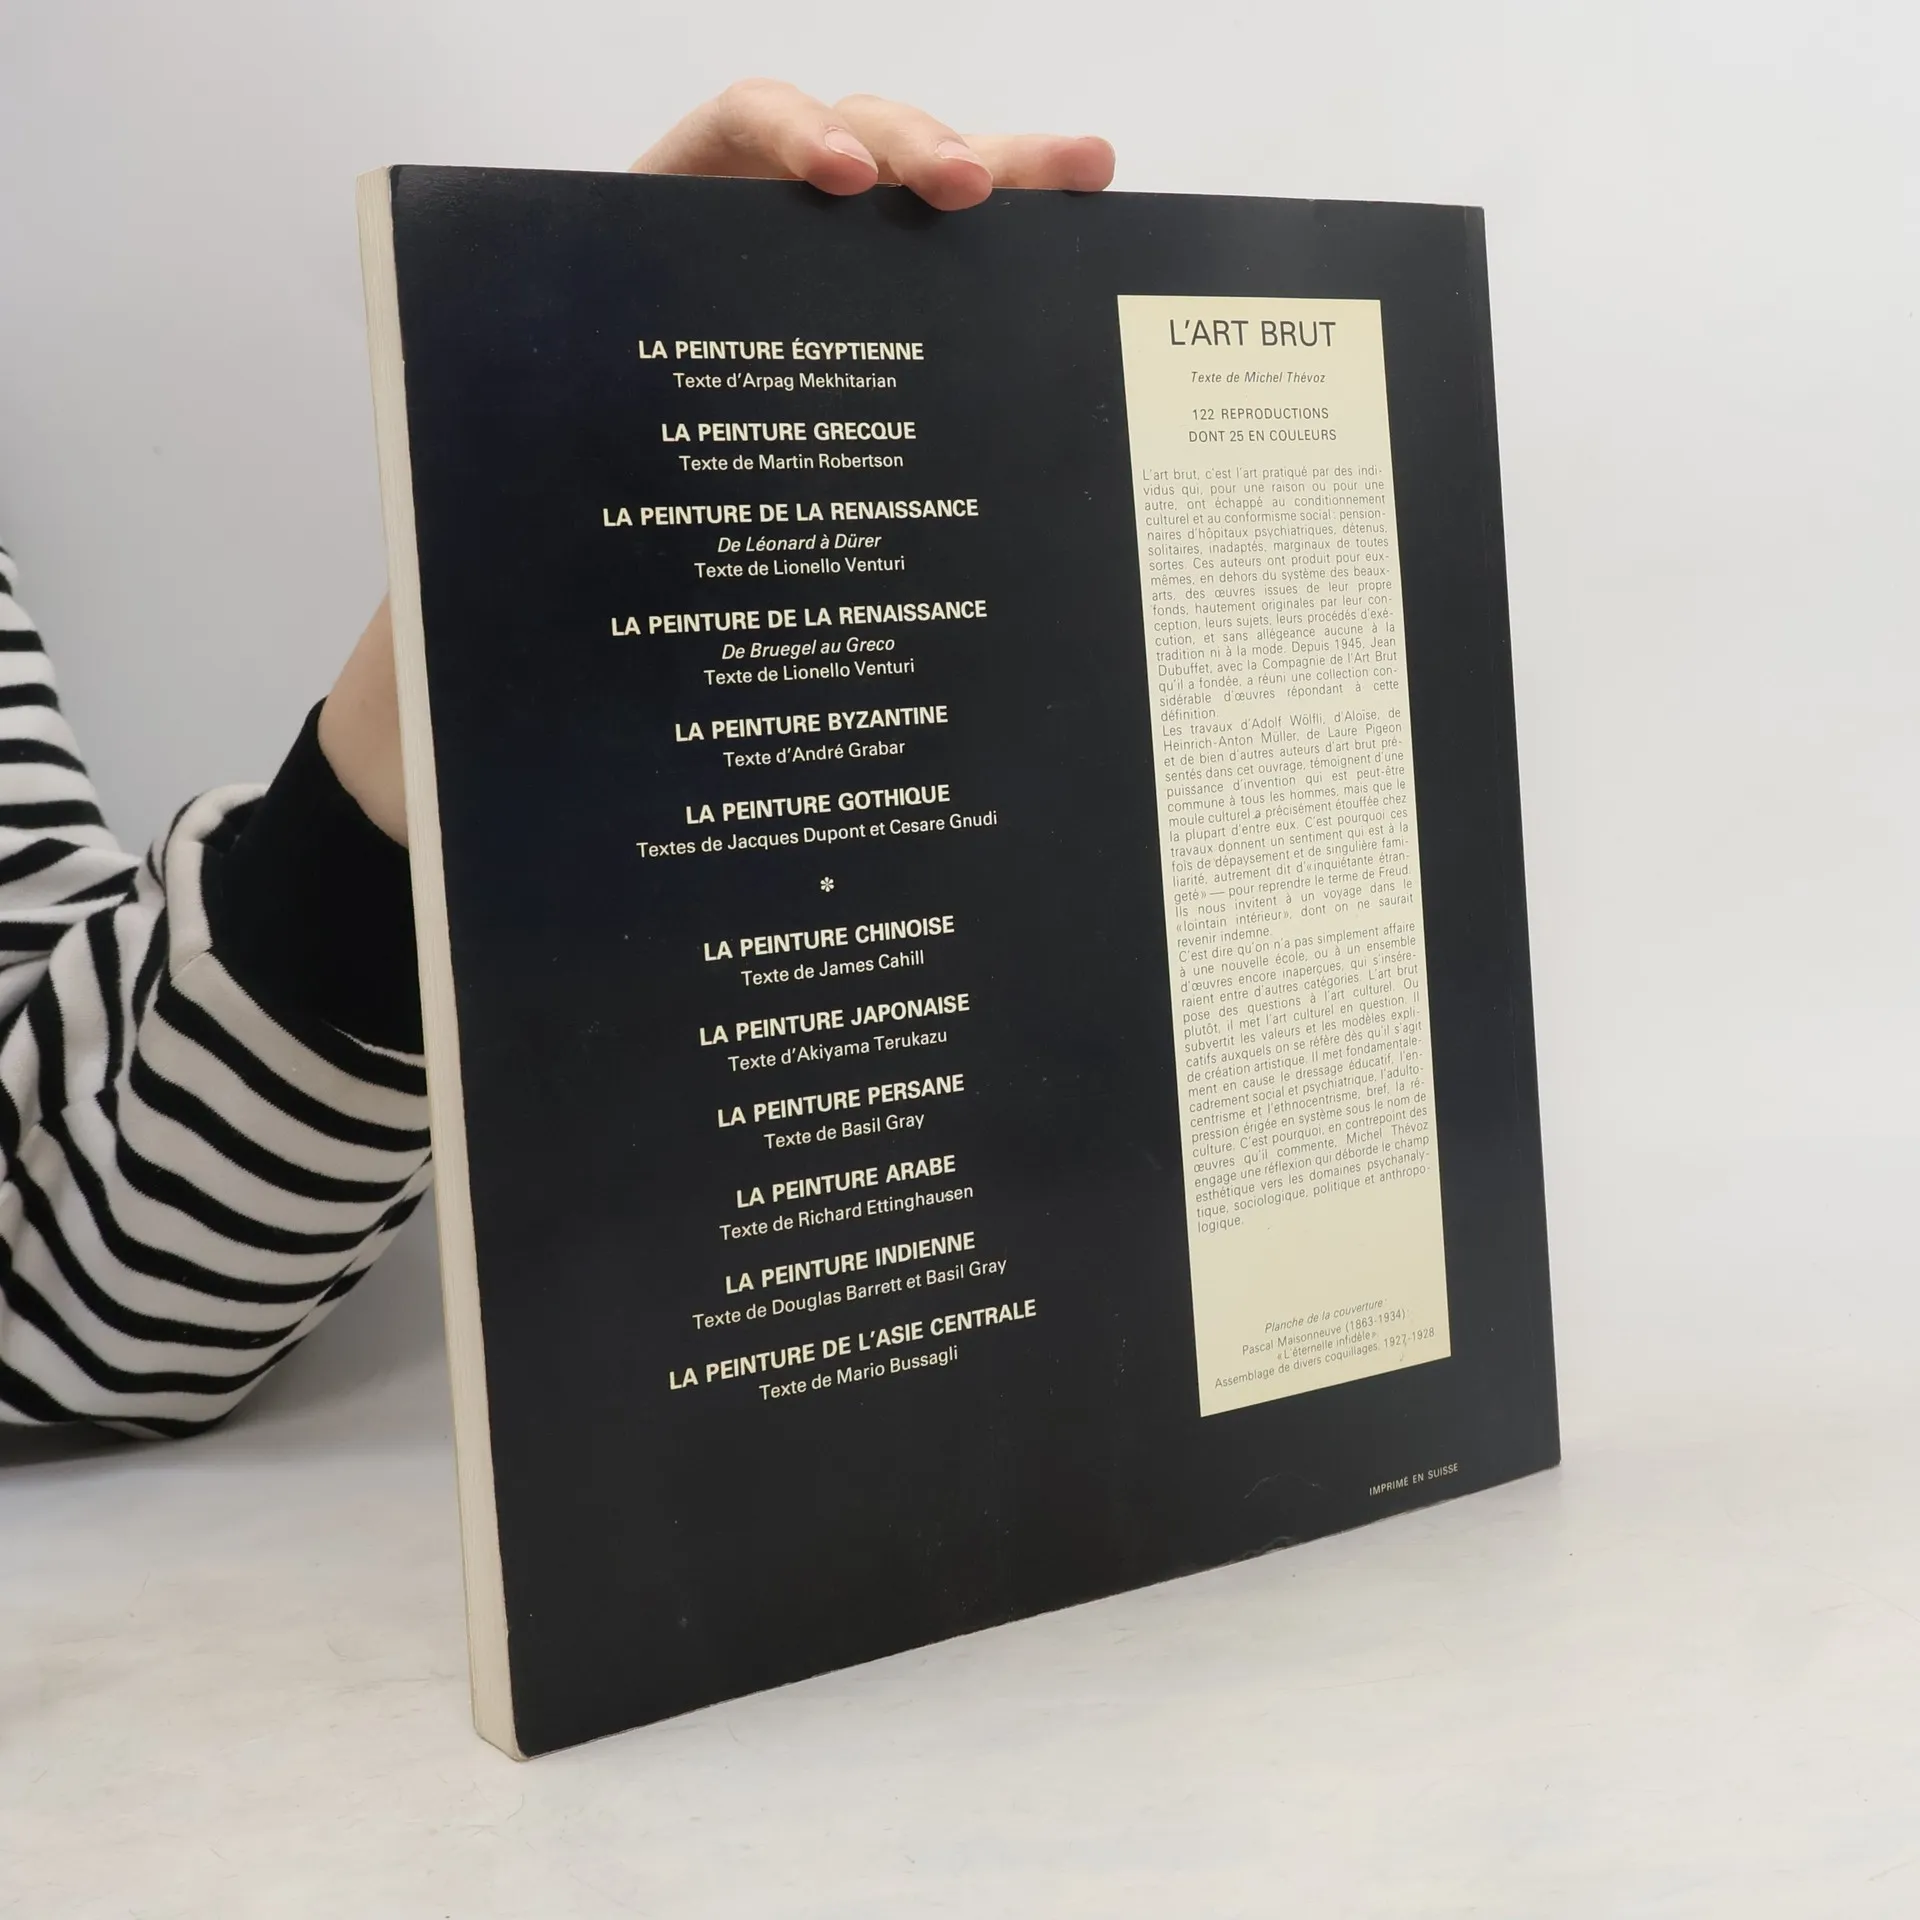 LA PEINTURE ÉGYPTIENNE
Texte d'Arpag Mekhitarian
LA PEINTURE GRECQUE
Texte de Martin Robertson
LA PEINTURE DE LA RENAISSANCE
De Léonard à Dürer
Texte de Lionello Venturi
LA PEINTURE DE LA RENAISSANCE
De Bruegel au Greco
Texte de Lionello Venturi
LA PEINTURE BYZANTINE
Texte d'André Grabar
LA PEINTURE GOTHIQUE
Textes de Jacques Dupont et Cesare Gnudi
*
LA PEINTURE CHINOISE
Texte de James Cahill
LA PEINTURE JAPONAISE
Texte d'Akiyama Terukazu
LA PEINTURE PERSANE
Texte de Basil Gray
LA PEINTURE ARABE
Texte de Richard Ettinghausen
LA PEINTURE INDIENNE
Texte de Douglas Barrett et Basil Gray
LA PEINTURE DE L'ASIE CENTRALE
Texte de Mario Bussagli
L'ART BRUT
Texte de Michel Thévoz
122 REPRODUCTIONS
DONT 25 EN COULEURS
L'art brut, c'est l'art pratiqué par des indi-
vidus qui, pour une raison ou pour une
autre, ont échappé au conditionnement
culturel et au conformisme social: pension-
naires d'hôpitaux psychiatriques, détenus,
solitaires, inadaptés, marginaux de toutes
sortes. Ces auteurs ont produit pour eux-
mêmes, en dehors du système des beaux-
arts, des œuvres issues de leur propre
fonds, hautement originales par leur con-
ception, leurs sujets, leurs procédés d'exé-
cution, et sans allégeance aucune à la
tradition ni à la mode. Depuis 1945, Jean
Dubuffet, avec la Compagnie de l'Art Brut
qu'il a fondée, a réuni une collection con-
sidérable d'œuvres répondant à cette
définition.
Les travaux d'Adolf Wölfli, d'Aloïse, de
Heinrich-Anton Müller, de Laure Pigeon
et de bien d'autres auteurs d'art brut pré-
sentés dans cet ouvrage, témoignent d'une
puissance d'invention qui est peut-être
commune à tous les hommes, mais que le
moule culturel a précisément étouffée chez
la plupart d'entre eux. C'est pourquoi ces
travaux donnent un sentiment qui est à la
fois de dépaysement et de singulière fami-
liarité, autrement dit d'«inquiétante étran-
geté» — pour reprendre le terme de Freud.
Ils nous invitent à un voyage dans le
«lointain intérieur», dont on ne saurait
revenir indemne.
C'est dire qu'on n'a pas simplement affaire
à une nouvelle école, ou à un ensemble
d'œuvres encore inaperçues, qui s'insére-
raient entre d'autres catégories. L'art brut
pose des questions à l'art culturel. Ou
plutôt, il met l'art culturel en question. Il
subvertit les valeurs et les modèles expli-
catifs auxquels on se réfère dès qu'il s'agit
de création artistique. Il met fondamentale-
ment en cause le dressage éducatif, l'en-
cadrement social et psychiatrique, l'adulto-
centrisme et l'ethnocentrisme, bref, la ré-
pression érigée en système sous le nom de
culture. C'est pourquoi, en contrepoint des
œuvres qu'il commente, Michel Thévoz
engage une réflexion qui déborde le champ
esthétique vers les domaines psychanaly-
tique, sociologique, politique et anthropo-
logique.
Planche de la couverture:
Pascal Maisonneuve (1863-1934):
«L'éternelle infidèle».
Assemblage de divers coquillages, 1927-1928
IMPRIMÉ EN SUISSE